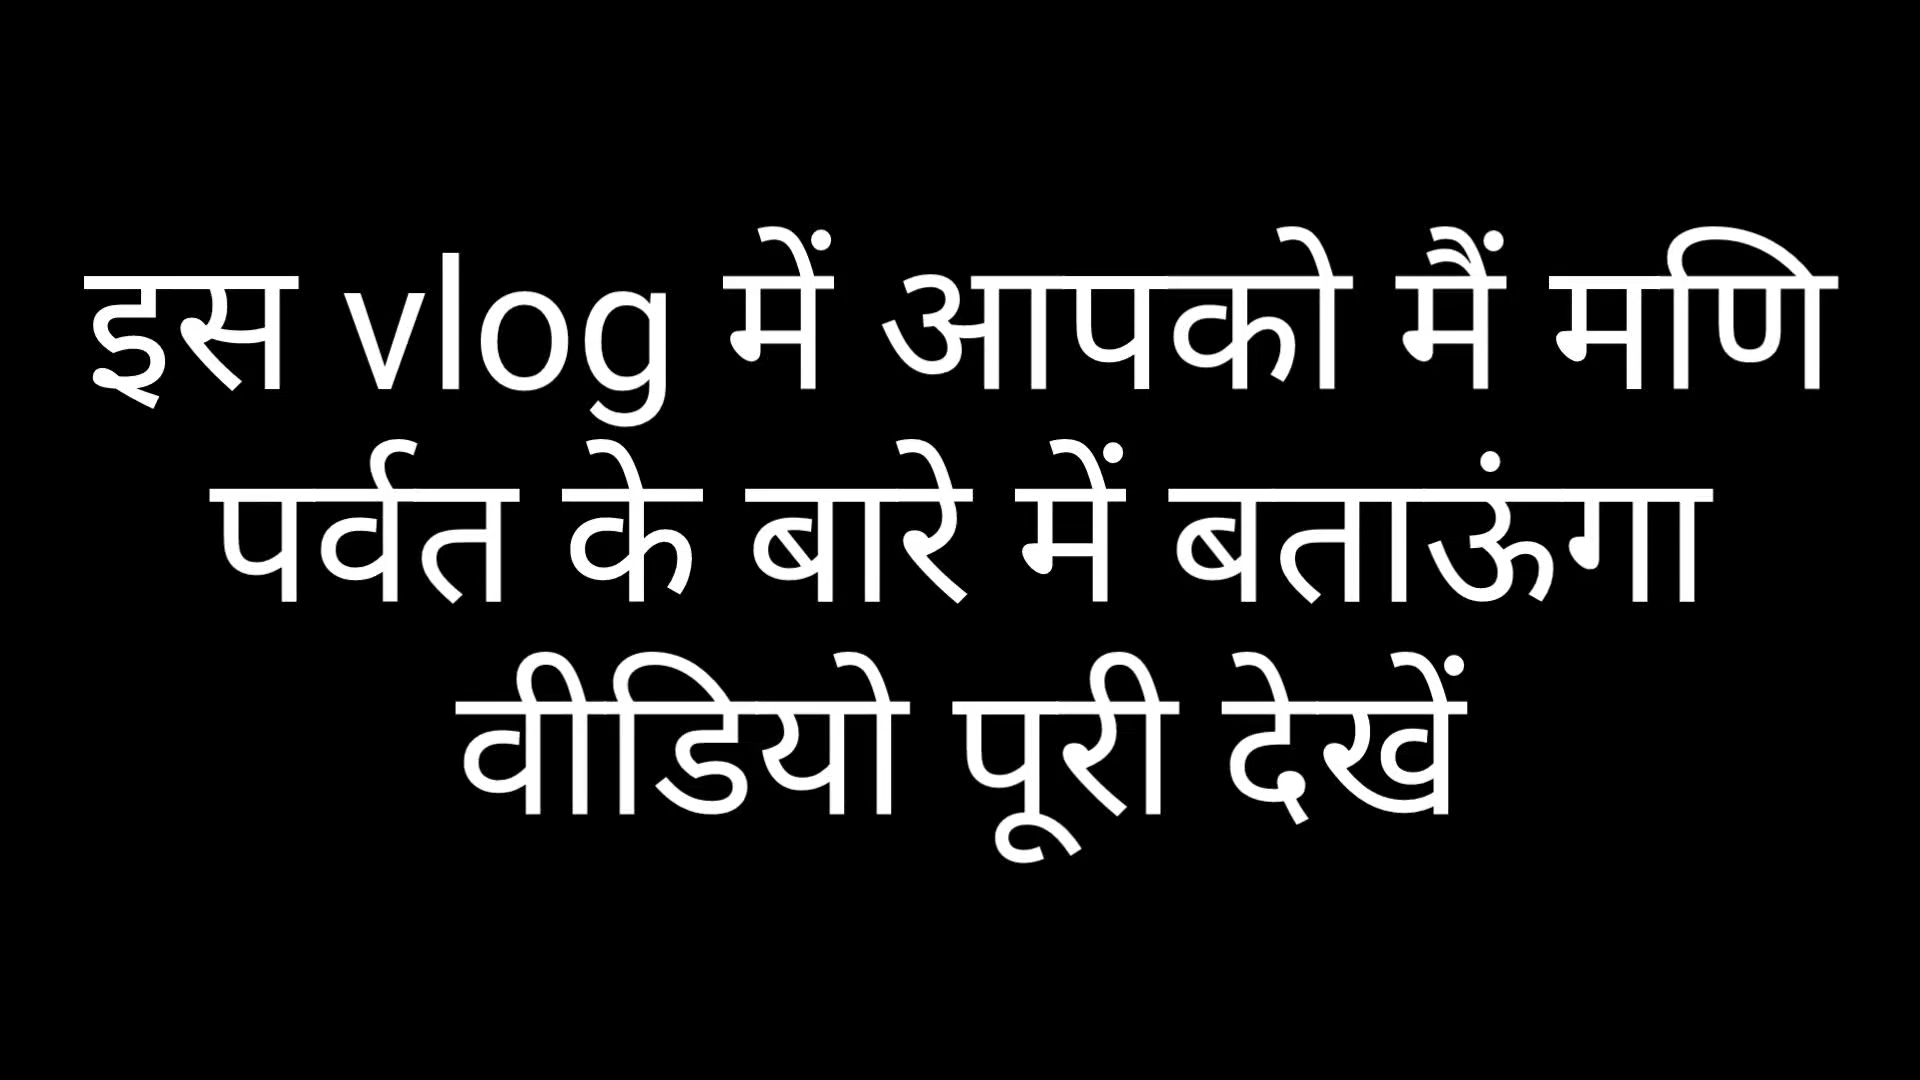 इस vlog में आपको मैं मणि
पर्वत के बारे में बताऊंगा
वीडियो पूरी देखें